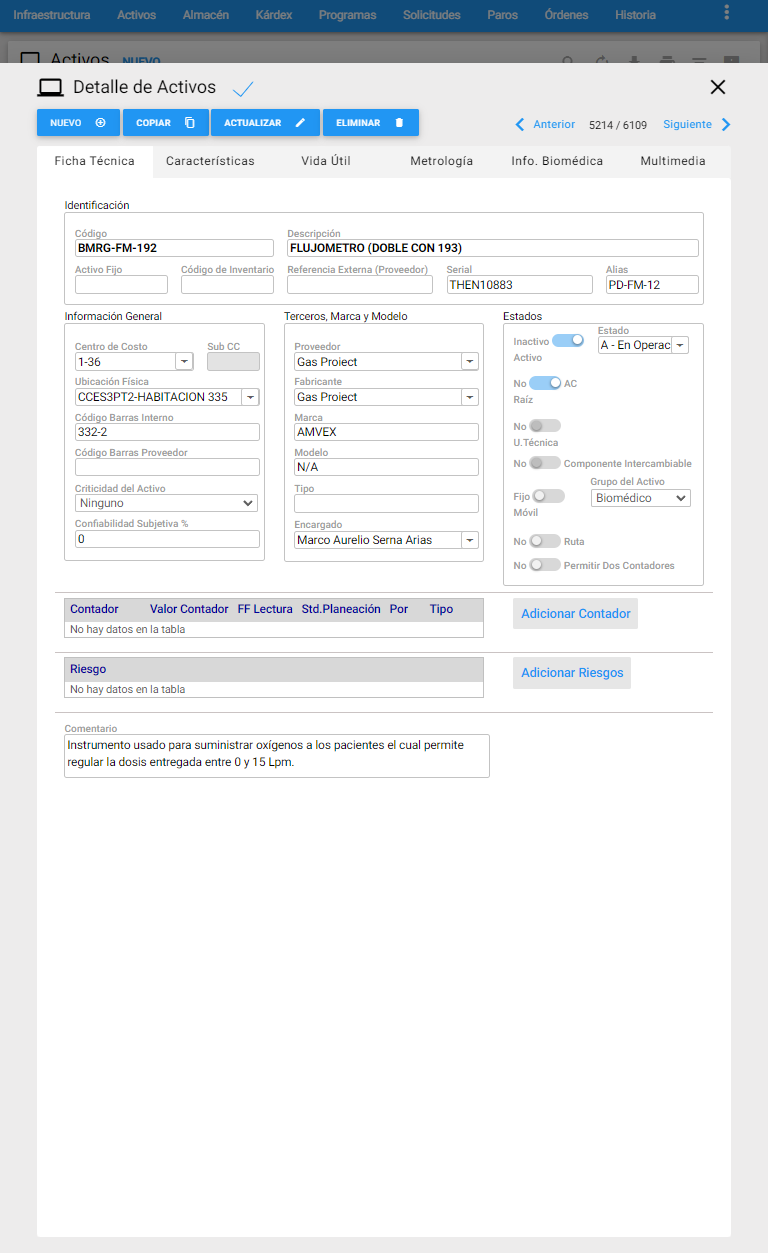 Infraestructura Activos Almacén Kárdex Programas Solicitudes Paros Órdenes Historia
Activos NUEVO
Detalle de Activos
NUEVO COPIAR ACTUALIZAR ELIMINAR Anterior 5214 / 6109 Siguiente
Ficha Técnica Características Vida Útil Metrología Info. Biomédica Multimedia
Identificación
Código Descripción
BMRG-FM-192 FLUJOMETRO (DOBLE CON 193)
Activo Fijo Código de Inventario Referencia Externa (Proveedor) Serial Alias
THEN10883 PD-FM-12
Información General
Centro de Costo Sub CC
1-36
Ubicación Física
CCES3PT2-HABITACION 335
Código Barras Interno
332-2
Código Barras Proveedor
Criticidad del Activo
Ninguno
Confiabilidad Subjetiva %
0
Terceros, Marca y Modelo
Proveedor
Gas Proiect
Fabricante
Gas Proiect
Marca
AMVEX
Modelo
N/A
Tipo
Encargado
Marco Aurelio Serna Arias
Estados
Estado
Inactivo A - En Operac
Activo
No AC
Raíz
No
U.Técnica
No Componente Intercambiable
Grupo del Activo
Fijo Biomédico
Móvil
No Ruta
No Permitir Dos Contadores
Contador Valor Contador FF Lectura Std.Planeación Por Tipo
No hay datos en la tabla
Adicionar Contador
Riesgo
No hay datos en la tabla
Adicionar Riesgos
Comentario
Instrumento usado para suministrar oxígenos a los pacientes el cual permite
regular la dosis entregada entre 0 y 15 Lpm.